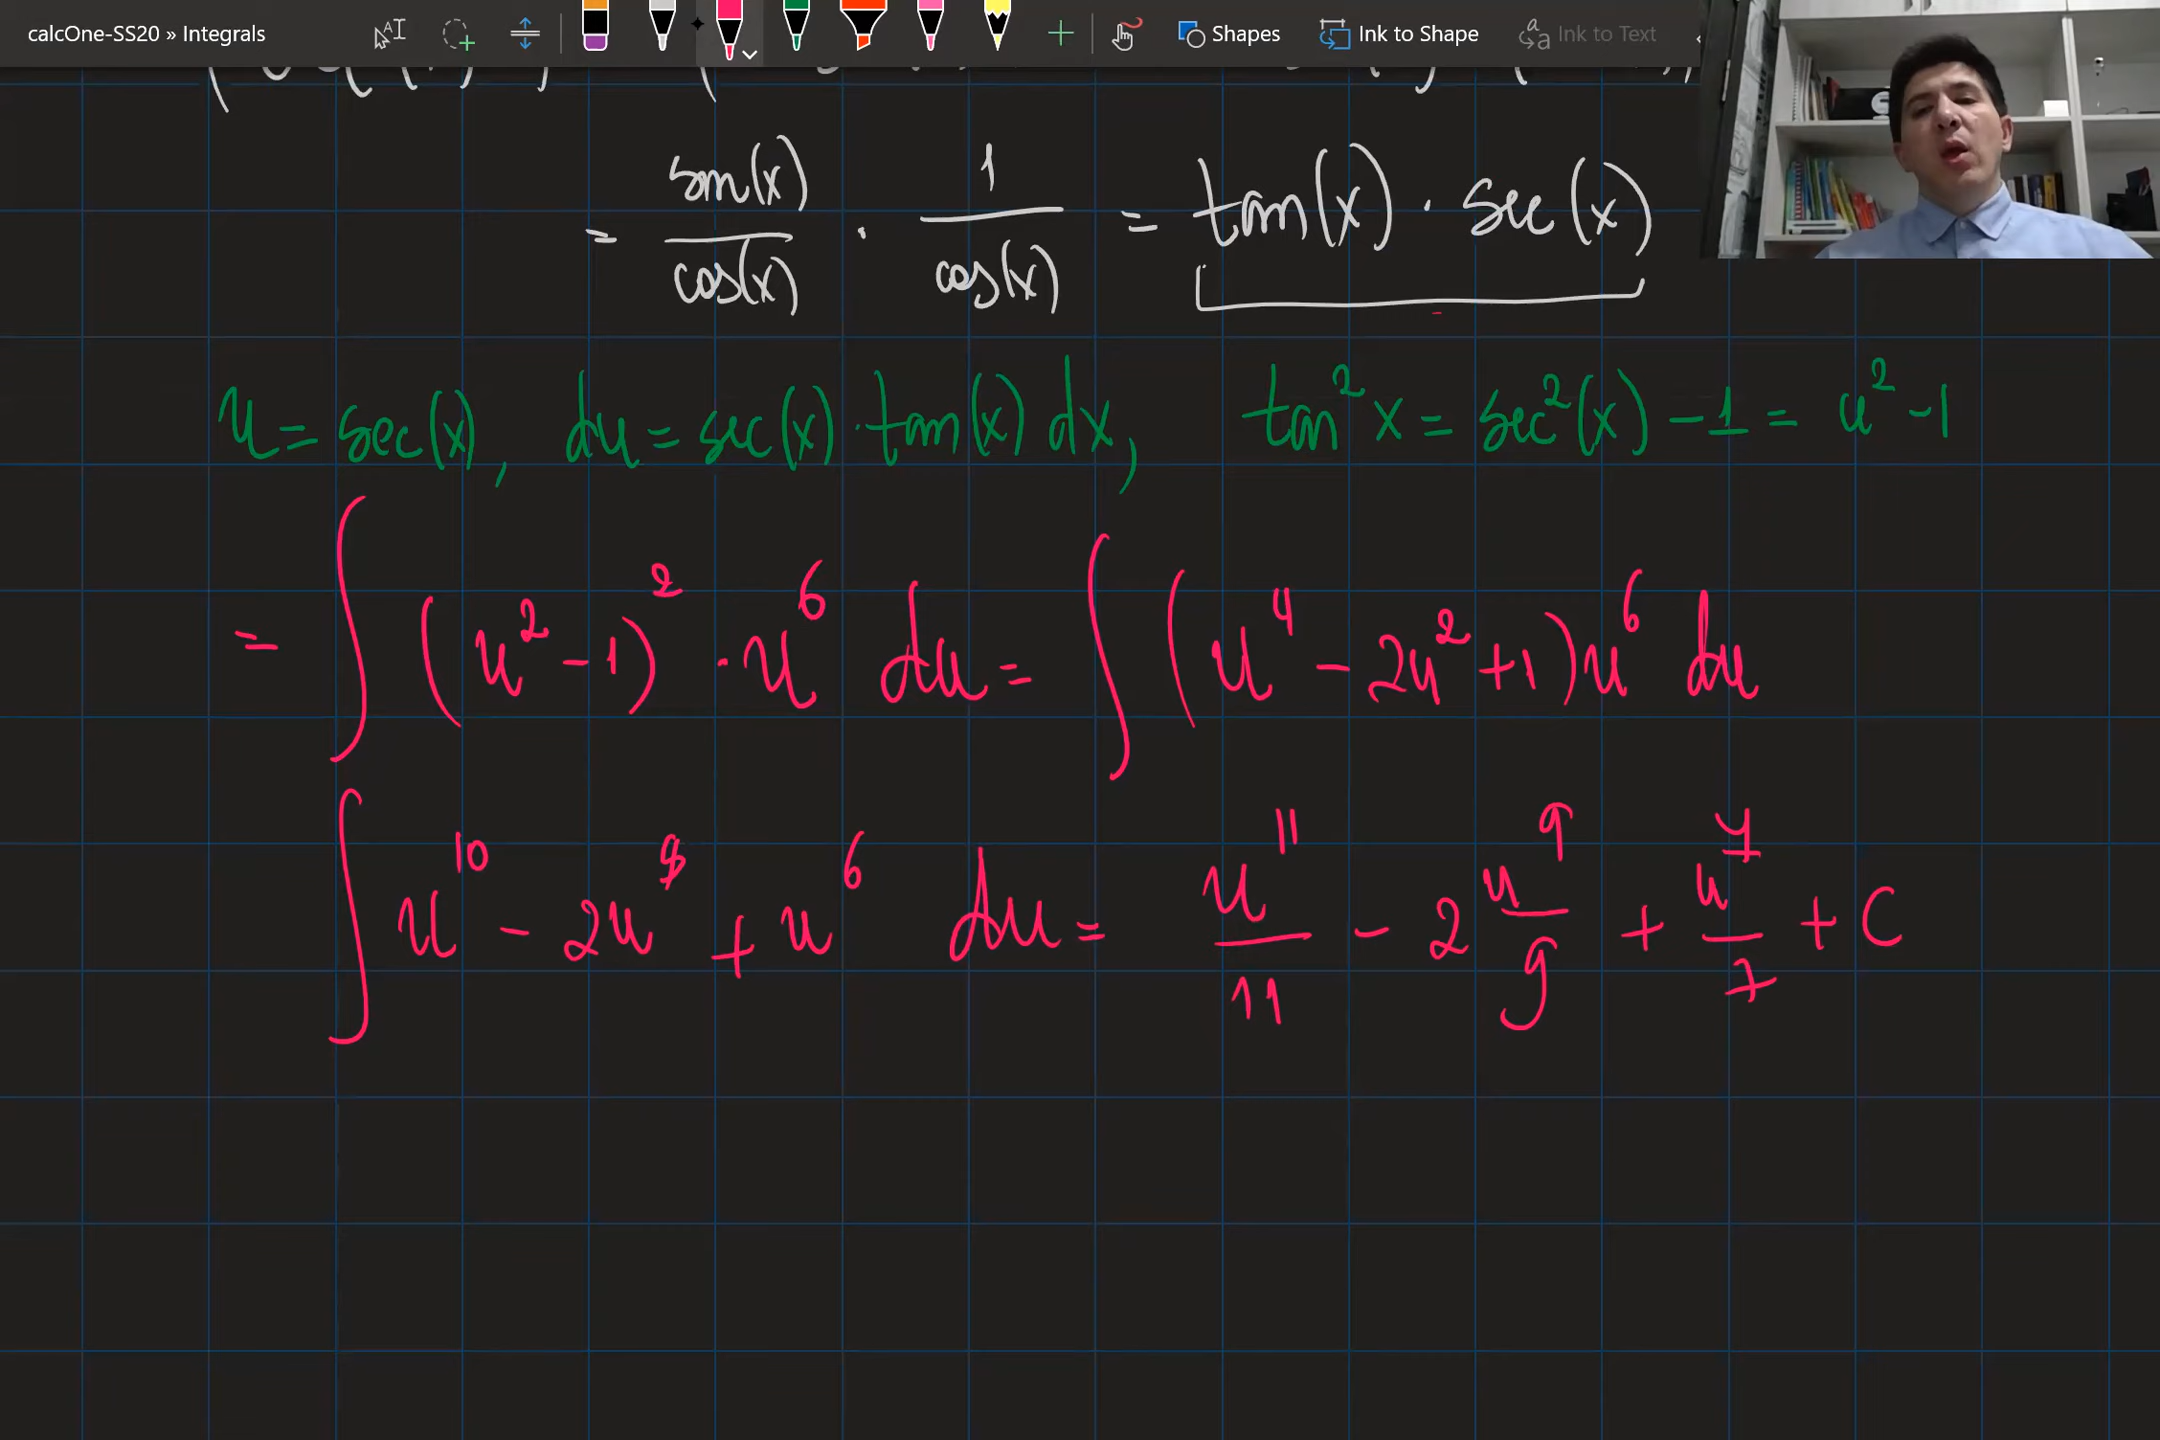 calcOne-SS20 » Integrals Shapes Ink to Shape Ink to Text
= sin(x)/cos(x) · 1/cos(x) = tan(x) · sec(x)
u = sec(x), du = sec(x) · tan(x) dx, tan² x = sec²(x) − 1 = u² − 1
= ∫ (u² − 1)² · u⁶ du = ∫ (u⁴ − 2u² + 1) u⁶ du
∫ u¹⁰ − 2u⁸ + u⁶ du = u¹¹/11 − 2 u⁹/9 + u⁷/7 + C